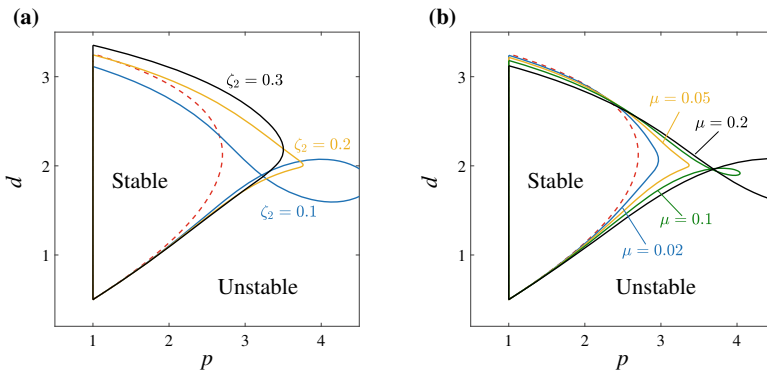 (a)
3
2
1
d
ζ₂ = 0.3
ζ₂ = 0.2
ζ₂ = 0.1
Stable
Unstable
1 2 3 4
p
(b)
3
2
1
d
μ = 0.05
μ = 0.2
μ = 0.1
μ = 0.02
Stable
Unstable
1 2 3 4
p